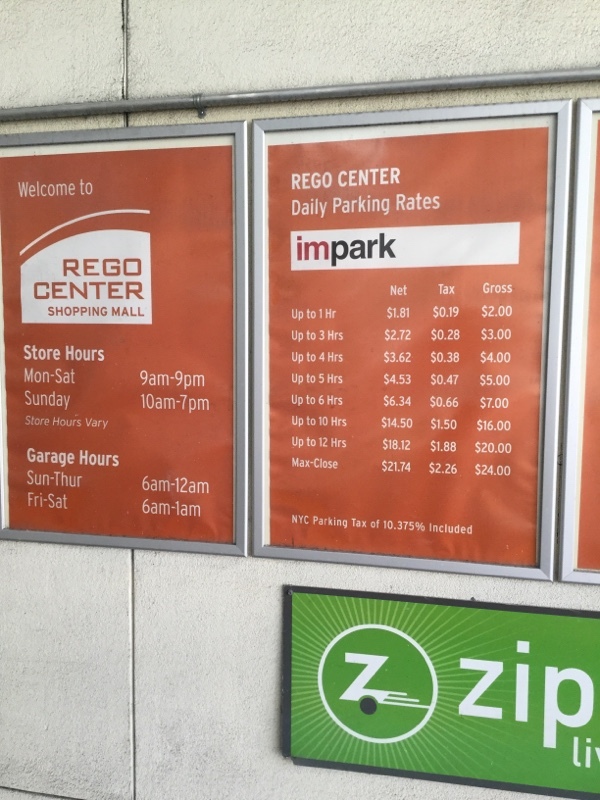 Welcome to
REGO
CENTER
SHOPPING MALL
Store Hours
Mon-Sat 9am-9pm
Sunday 10am-7pm
Store Hours Vary
Garage Hours
Sun-Thur 6am-12am
Fri-Sat 6am-1am
REGO CENTER
Daily Parking Rates
impark
Net Tax Gross
Up to 1 Hr $1.81 $0.19 $2.00
Up to 3 Hrs $2.72 $0.28 $3.00
Up to 4 Hrs $3.62 $0.38 $4.00
Up to 5 Hrs $4.53 $0.47 $5.00
Up to 6 Hrs $6.34 $0.66 $7.00
Up to 10 Hrs $14.50 $1.50 $16.00
Up to 12 Hrs $18.12 $1.88 $20.00
Max-Close $21.74 $2.26 $24.00
NYC Parking Tax of 10.375% Included
Z zip